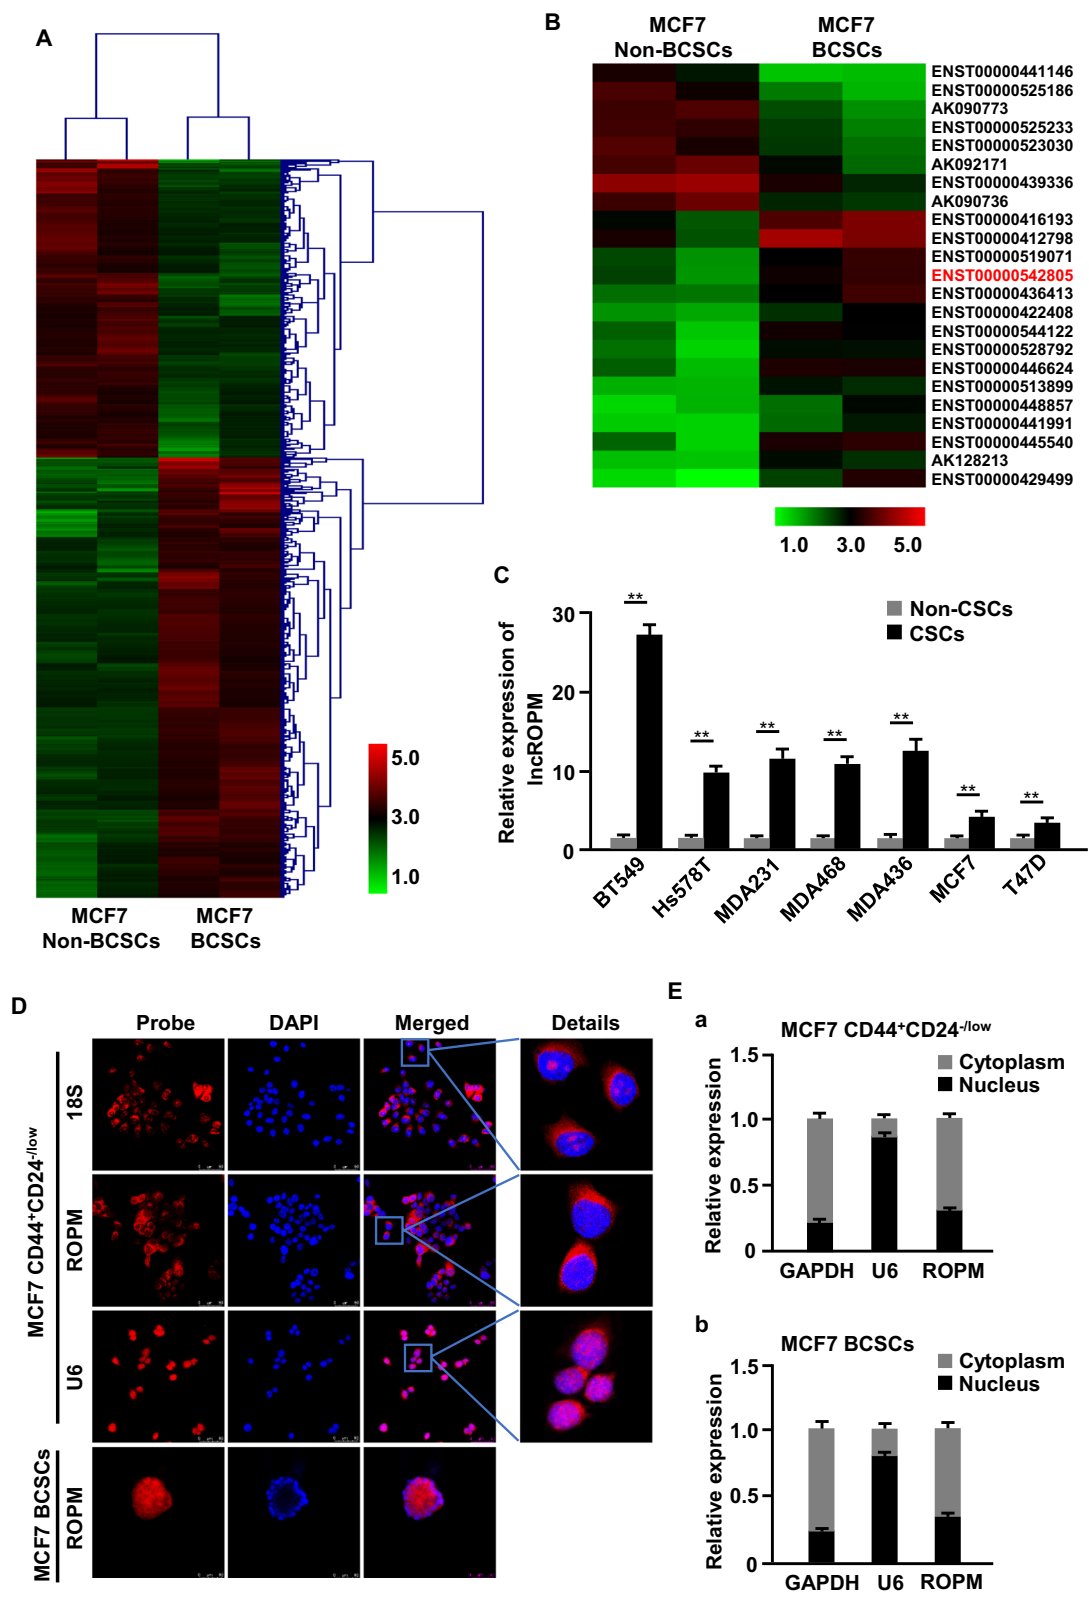 A
MCF7
Non-BCSCs
MCF7
BCSCs
5.0
3.0
1.0
B
MCF7
Non-BCSCs
MCF7
BCSCs
ENST00000441146
ENST00000525186
AK090773
ENST00000525233
ENST00000523030
AK092171
ENST00000439336
AK090736
ENST00000416193
ENST00000412798
ENST00000519071
ENST00000542805
ENST00000436413
ENST00000422408
ENST00000544122
ENST00000528792
ENST00000446624
ENST00000513899
ENST00000448857
ENST00000441991
ENST00000445540
AK128213
ENST00000429499
1.0 3.0 5.0
C
Relative expression of
lncROPM
30
20
10
0
Non-CSCs
CSCs
** ** ** ** ** ** **
BT549 Hs578T MDA231 MDA468 MDA436 MCF7 T47D
D
Probe DAPI Merged Details
MCF7 CD44+CD24-/low
18S
ROPM
U6
MCF7 BCSCs
ROPM
E
a
MCF7 CD44+CD24-/low
Cytoplasm
Nucleus
Relative expression
1.5
1.0
0.5
0
GAPDH U6 ROPM
b
MCF7 BCSCs
Cytoplasm
Nucleus
Relative expression
1.5
1.0
0.5
0
GAPDH U6 ROPM